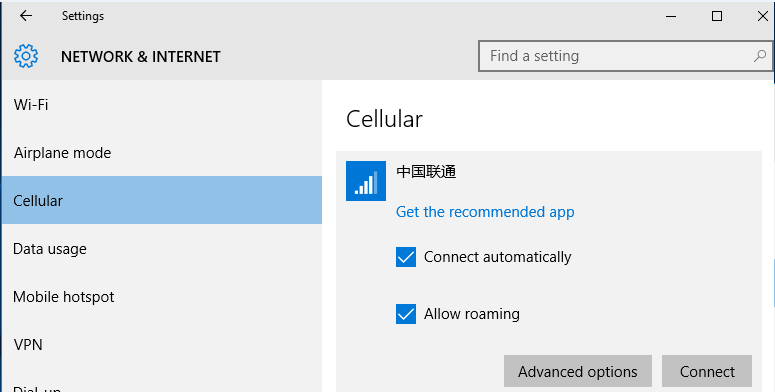 Settings
NETWORK & INTERNET
Find a setting
Wi-Fi
Airplane mode
Cellular
Data usage
Mobile hotspot
VPN
Dial-up
Cellular
中国联通
Get the recommended app
Connect automatically
Allow roaming
Advanced options
Connect